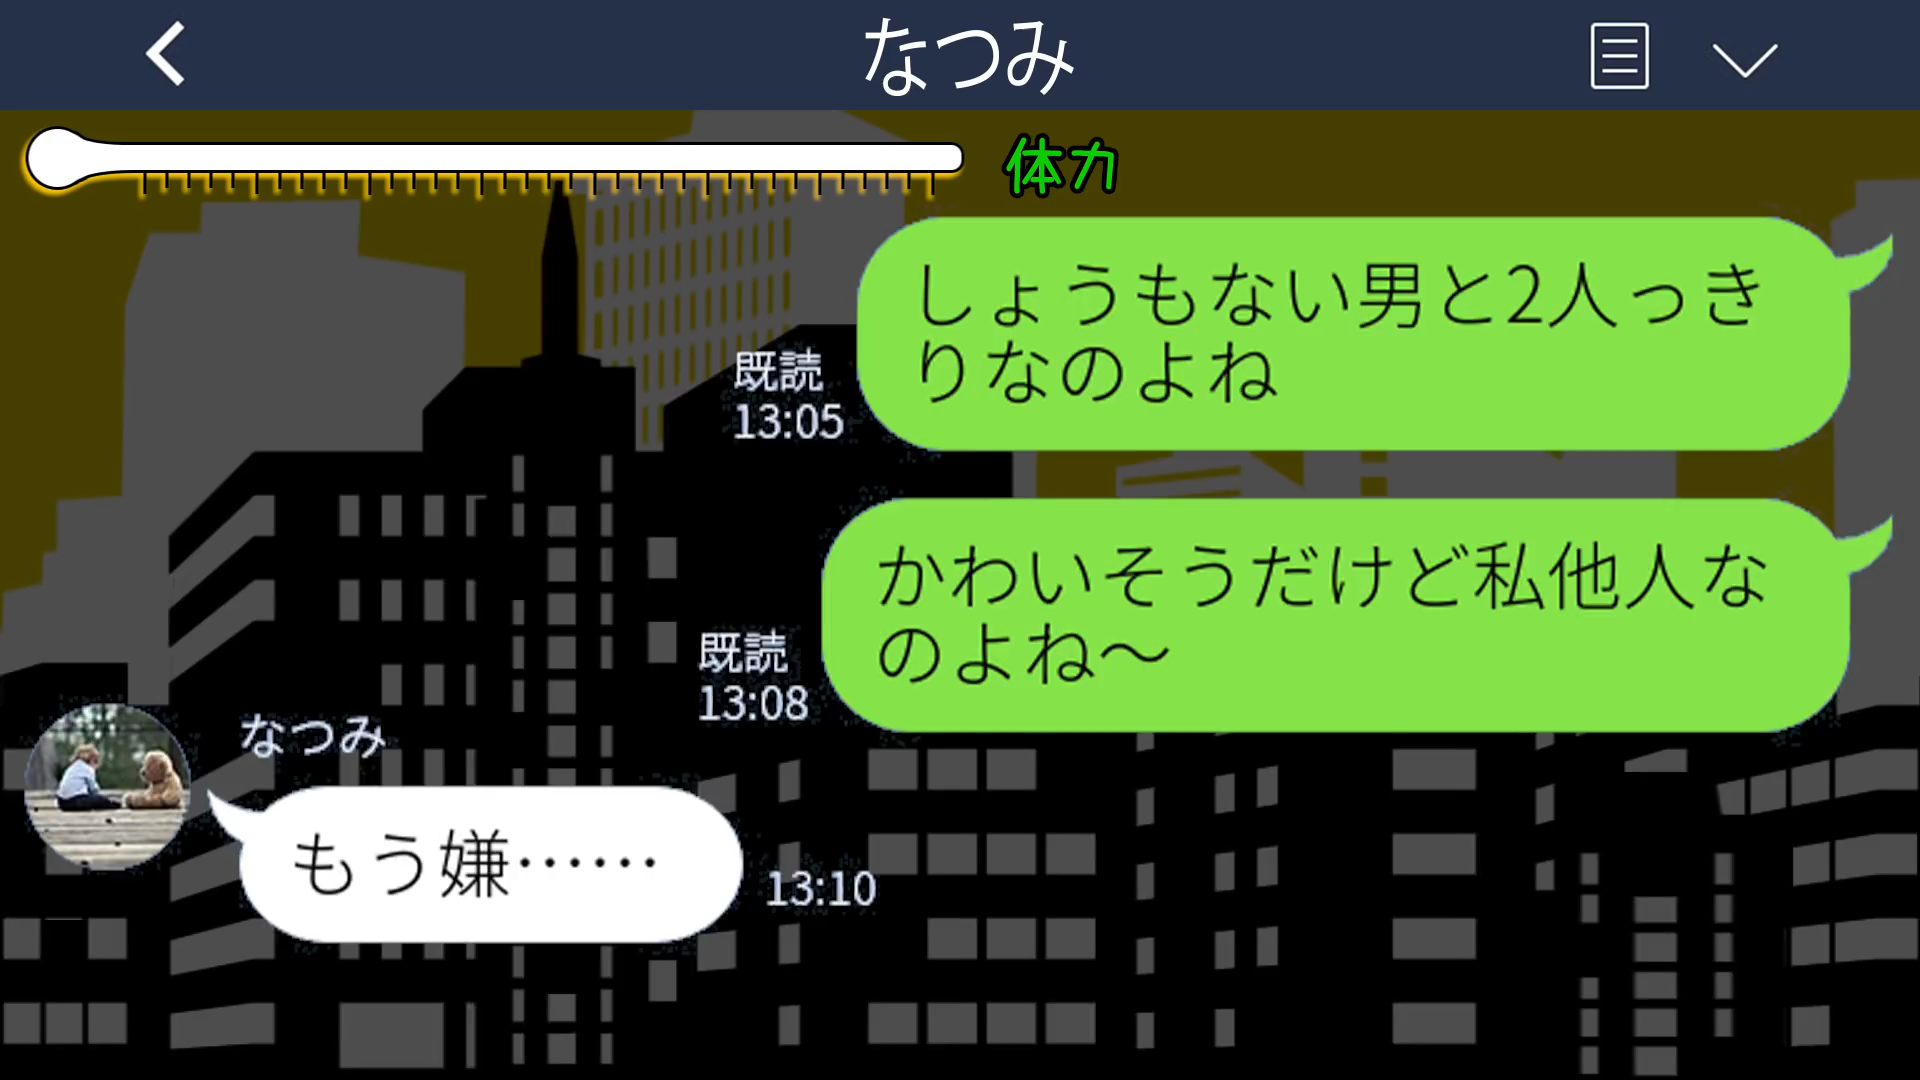 なつみ
体力
しょうもない男と2人っき
りなのよね
既読
13:05
かわいそうだけど私他人な
のよね〜
既読
13:08
なつみ
もう嫌……
13:10